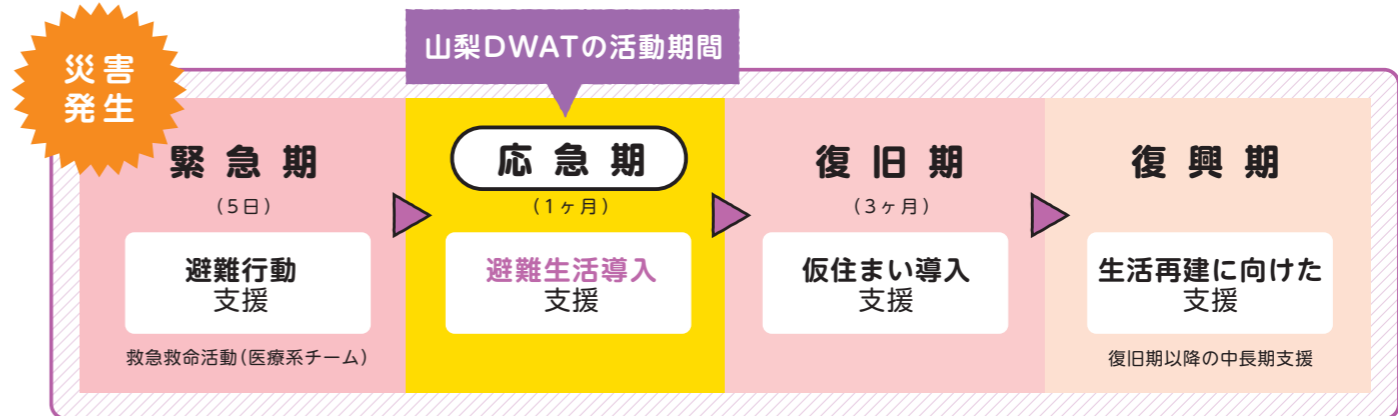 災害
発生
山梨DWATの活動期間
緊急期
(5日)
避難行動
支援
救急救命活動(医療系チーム)
応急期
(1ヶ月)
避難生活導入
支援
復旧期
(3ヶ月)
仮住まい導入
支援
復興期
生活再建に向けた
支援
復旧期以降の中長期支援